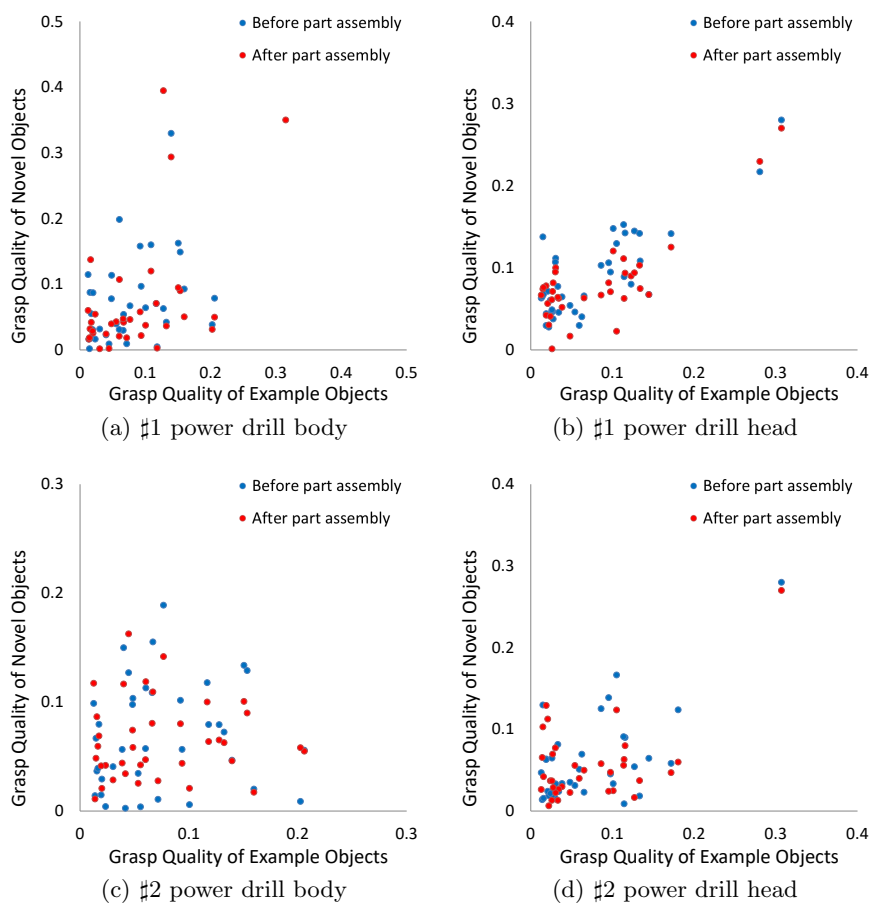 0.5
0.4
0.3
0.2
0.1
0
0
0.1
0.2
0.3
0.4
0.5
Grasp Quality of Novel Objects
Grasp Quality of Example Objects
Before part assembly
After part assembly
(a) ♯1 power drill body
0.4
0.3
0.2
0.1
0
0
0.1
0.2
0.3
0.4
Grasp Quality of Novel Objects
Grasp Quality of Example Objects
Before part assembly
After part assembly
(b) ♯1 power drill head
0.3
0.2
0.1
0
0
0.1
0.2
0.3
Grasp Quality of Novel Objects
Grasp Quality of Example Objects
Before part assembly
After part assembly
(c) ♯2 power drill body
0.4
0.3
0.2
0.1
0
0
0.1
0.2
0.3
0.4
Grasp Quality of Novel Objects
Grasp Quality of Example Objects
Before part assembly
After part assembly
(d) ♯2 power drill head